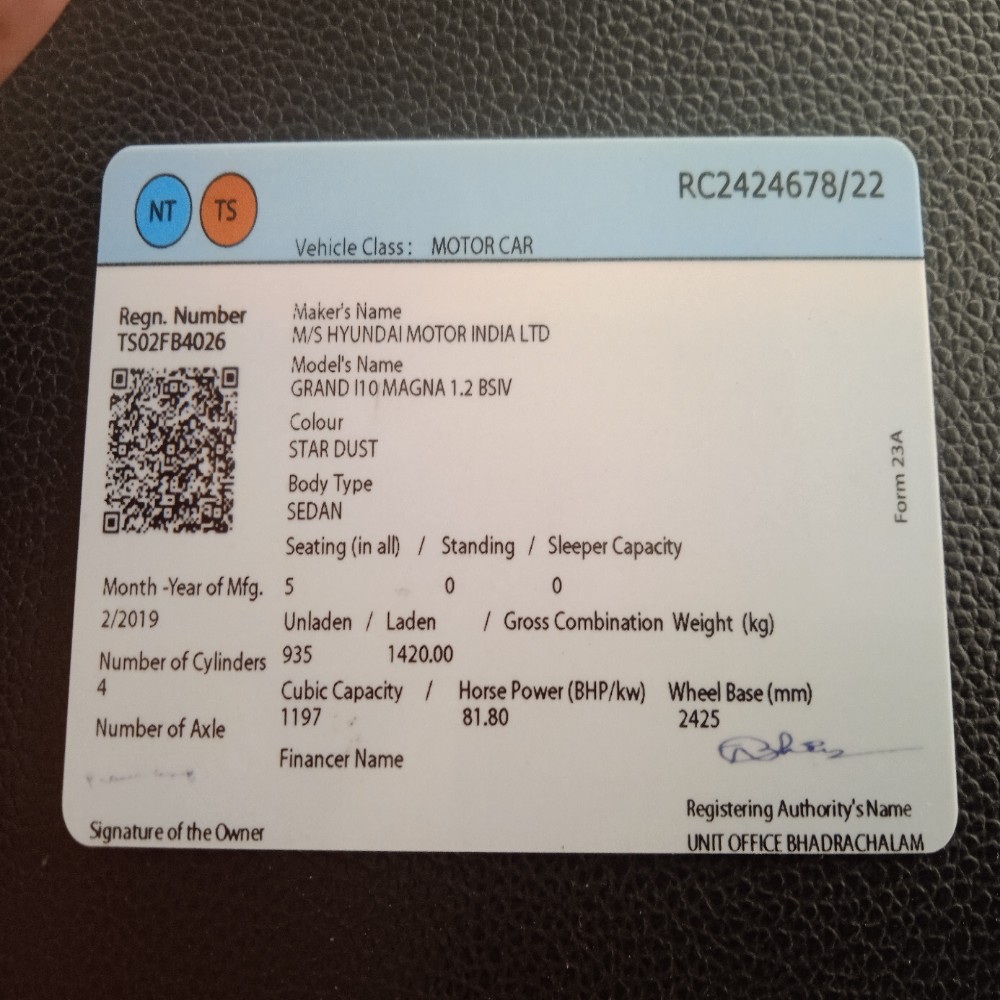 NT TS
RC2424678/22
Vehicle Class: MOTOR CAR
Regn. Number
TS02FB4026
Maker's Name
M/S HYUNDAI MOTOR INDIA LTD
Model's Name
GRAND I10 MAGNA 1.2 BSIV
Colour
STAR DUST
Body Type
SEDAN
Form 23A
Seating (in all) / Standing / Sleeper Capacity
5 0 0
Month -Year of Mfg.
2/2019
Unladen / Laden / Gross Combination Weight (kg)
935 1420.00
Number of Cylinders
4
Cubic Capacity / Horse Power (BHP/kw) Wheel Base (mm)
1197 81.80 2425
Number of Axle
Financer Name
Signature of the Owner
Registering Authority's Name
UNIT OFFICE BHADRACHALAM